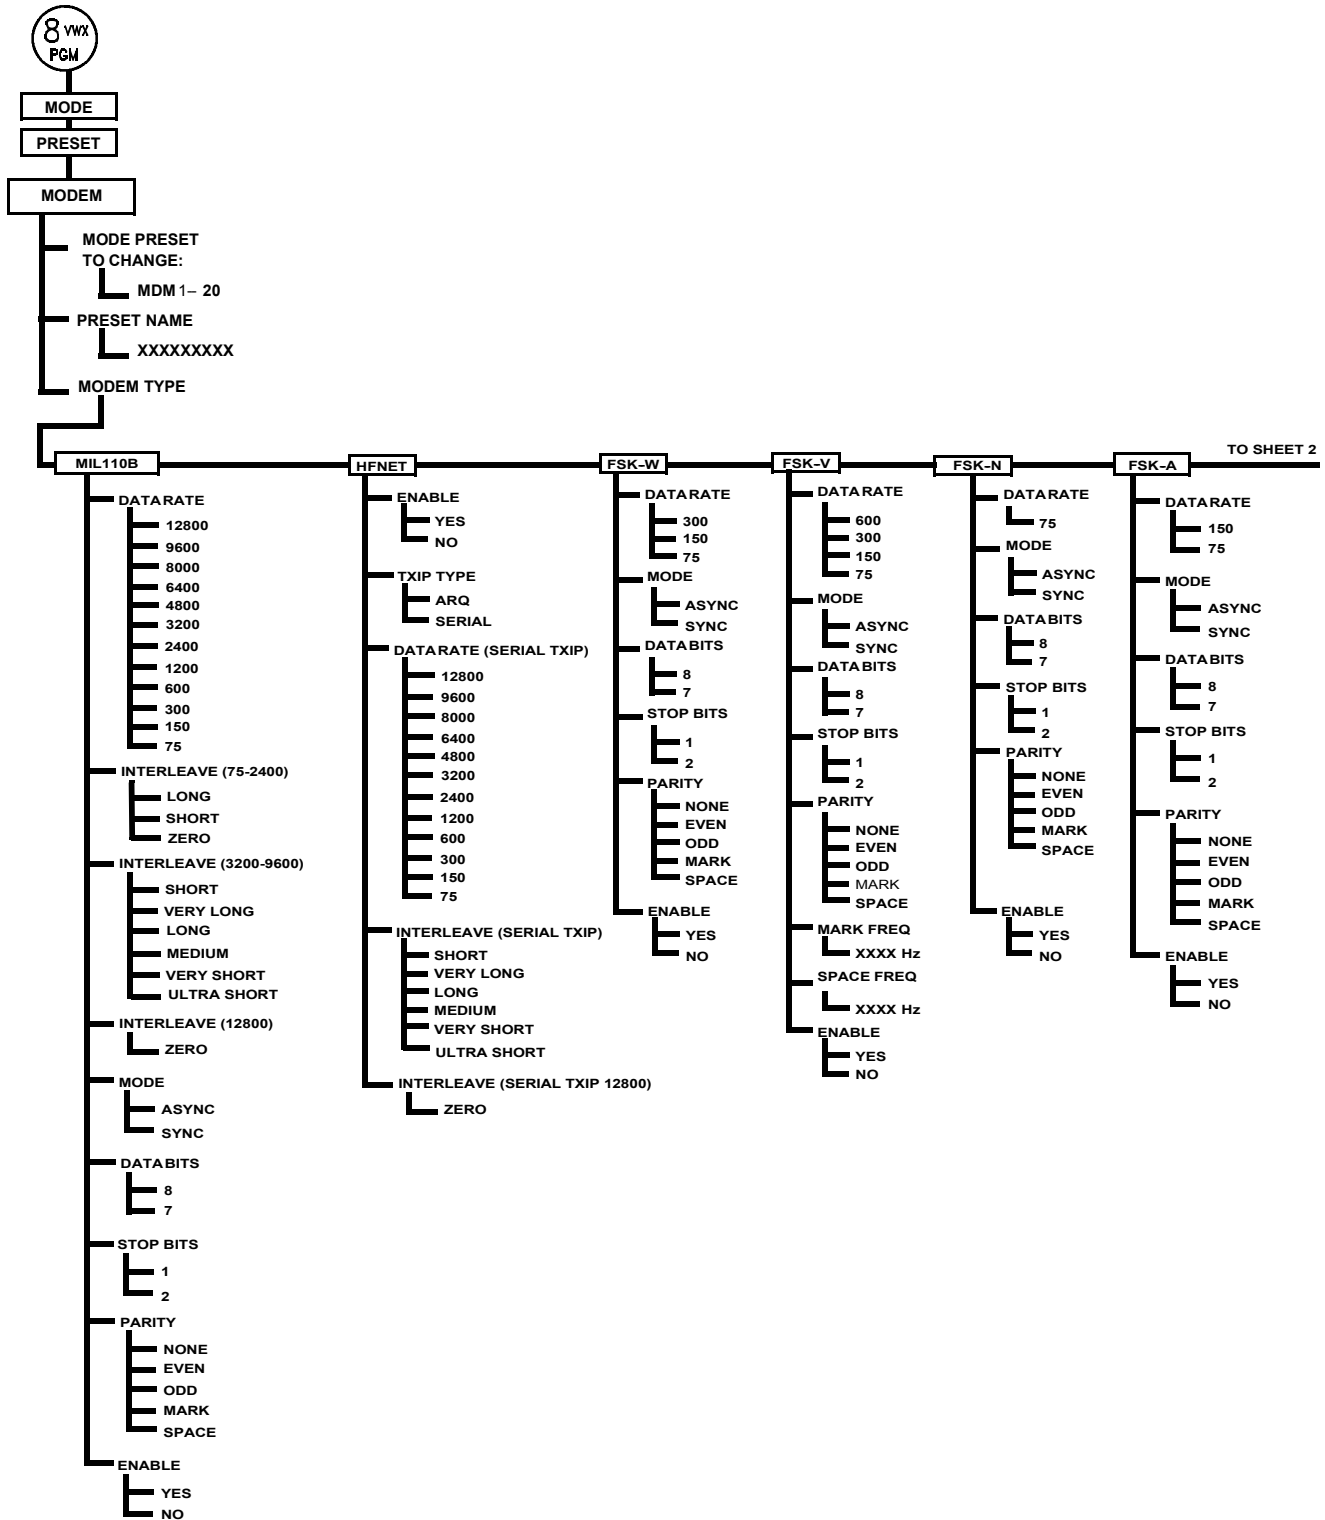 8 VWX
PGM
MODE
PRESET
MODEM
MODE PRESET
TO CHANGE:
MDM 1– 20
PRESET NAME
XXXXXXXXX
MODEM TYPE
TO SHEET 2
MIL110B
DATA RATE
12800
9600
8000
6400
4800
3200
2400
1200
600
300
150
75
INTERLEAVE (75-2400)
LONG
SHORT
ZERO
INTERLEAVE (3200-9600)
SHORT
VERY LONG
LONG
MEDIUM
VERY SHORT
ULTRA SHORT
INTERLEAVE (12800)
ZERO
MODE
ASYNC
SYNC
DATA BITS
8
7
STOP BITS
1
2
PARITY
NONE
EVEN
ODD
MARK
SPACE
ENABLE
YES
NO
HFNET
ENABLE
YES
NO
TXIP TYPE
ARQ
SERIAL
DATA RATE (SERIAL TXIP)
12800
9600
8000
6400
4800
3200
2400
1200
600
300
150
75
INTERLEAVE (SERIAL TXIP)
SHORT
VERY LONG
LONG
MEDIUM
VERY SHORT
ULTRA SHORT
INTERLEAVE (SERIAL TXIP 12800)
ZERO
FSK-W
DATA RATE
300
150
75
MODE
ASYNC
SYNC
DATA BITS
8
7
STOP BITS
1
2
PARITY
NONE
EVEN
ODD
MARK
SPACE
ENABLE
YES
NO
FSK-V
DATA RATE
600
300
150
75
MODE
ASYNC
SYNC
DATA BITS
8
7
STOP BITS
1
2
PARITY
NONE
EVEN
ODD
MARK
SPACE
MARK FREQ
XXXX Hz
SPACE FREQ
XXXX Hz
ENABLE
YES
NO
FSK-N
DATA RATE
75
MODE
ASYNC
SYNC
DATA BITS
8
7
STOP BITS
1
2
PARITY
NONE
EVEN
ODD
MARK
SPACE
ENABLE
YES
NO
FSK-A
DATA RATE
150
75
MODE
ASYNC
SYNC
DATA BITS
8
7
STOP BITS
1
2
PARITY
NONE
EVEN
ODD
MARK
SPACE
ENABLE
YES
NO